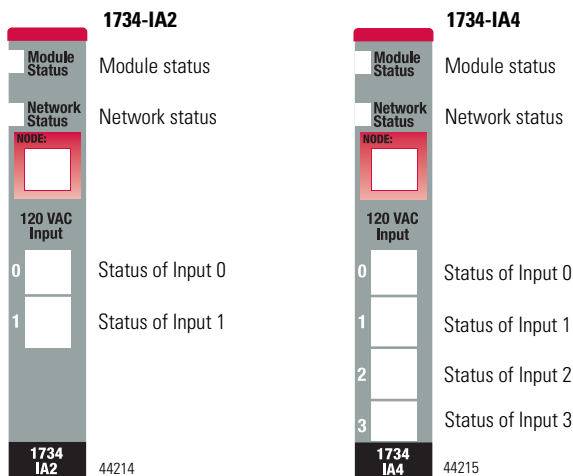 1734-IA2
Module
Status
Module status
Network
Status
Network status
NODE:
120 VAC
Input
0
Status of Input 0
1
Status of Input 1
1734
IA2
44214
1734-IA4
Module
Status
Module status
Network
Status
Network status
NODE:
120 VAC
Input
0
Status of Input 0
1
Status of Input 1
2
Status of Input 2
3
Status of Input 3
1734
IA4
44215